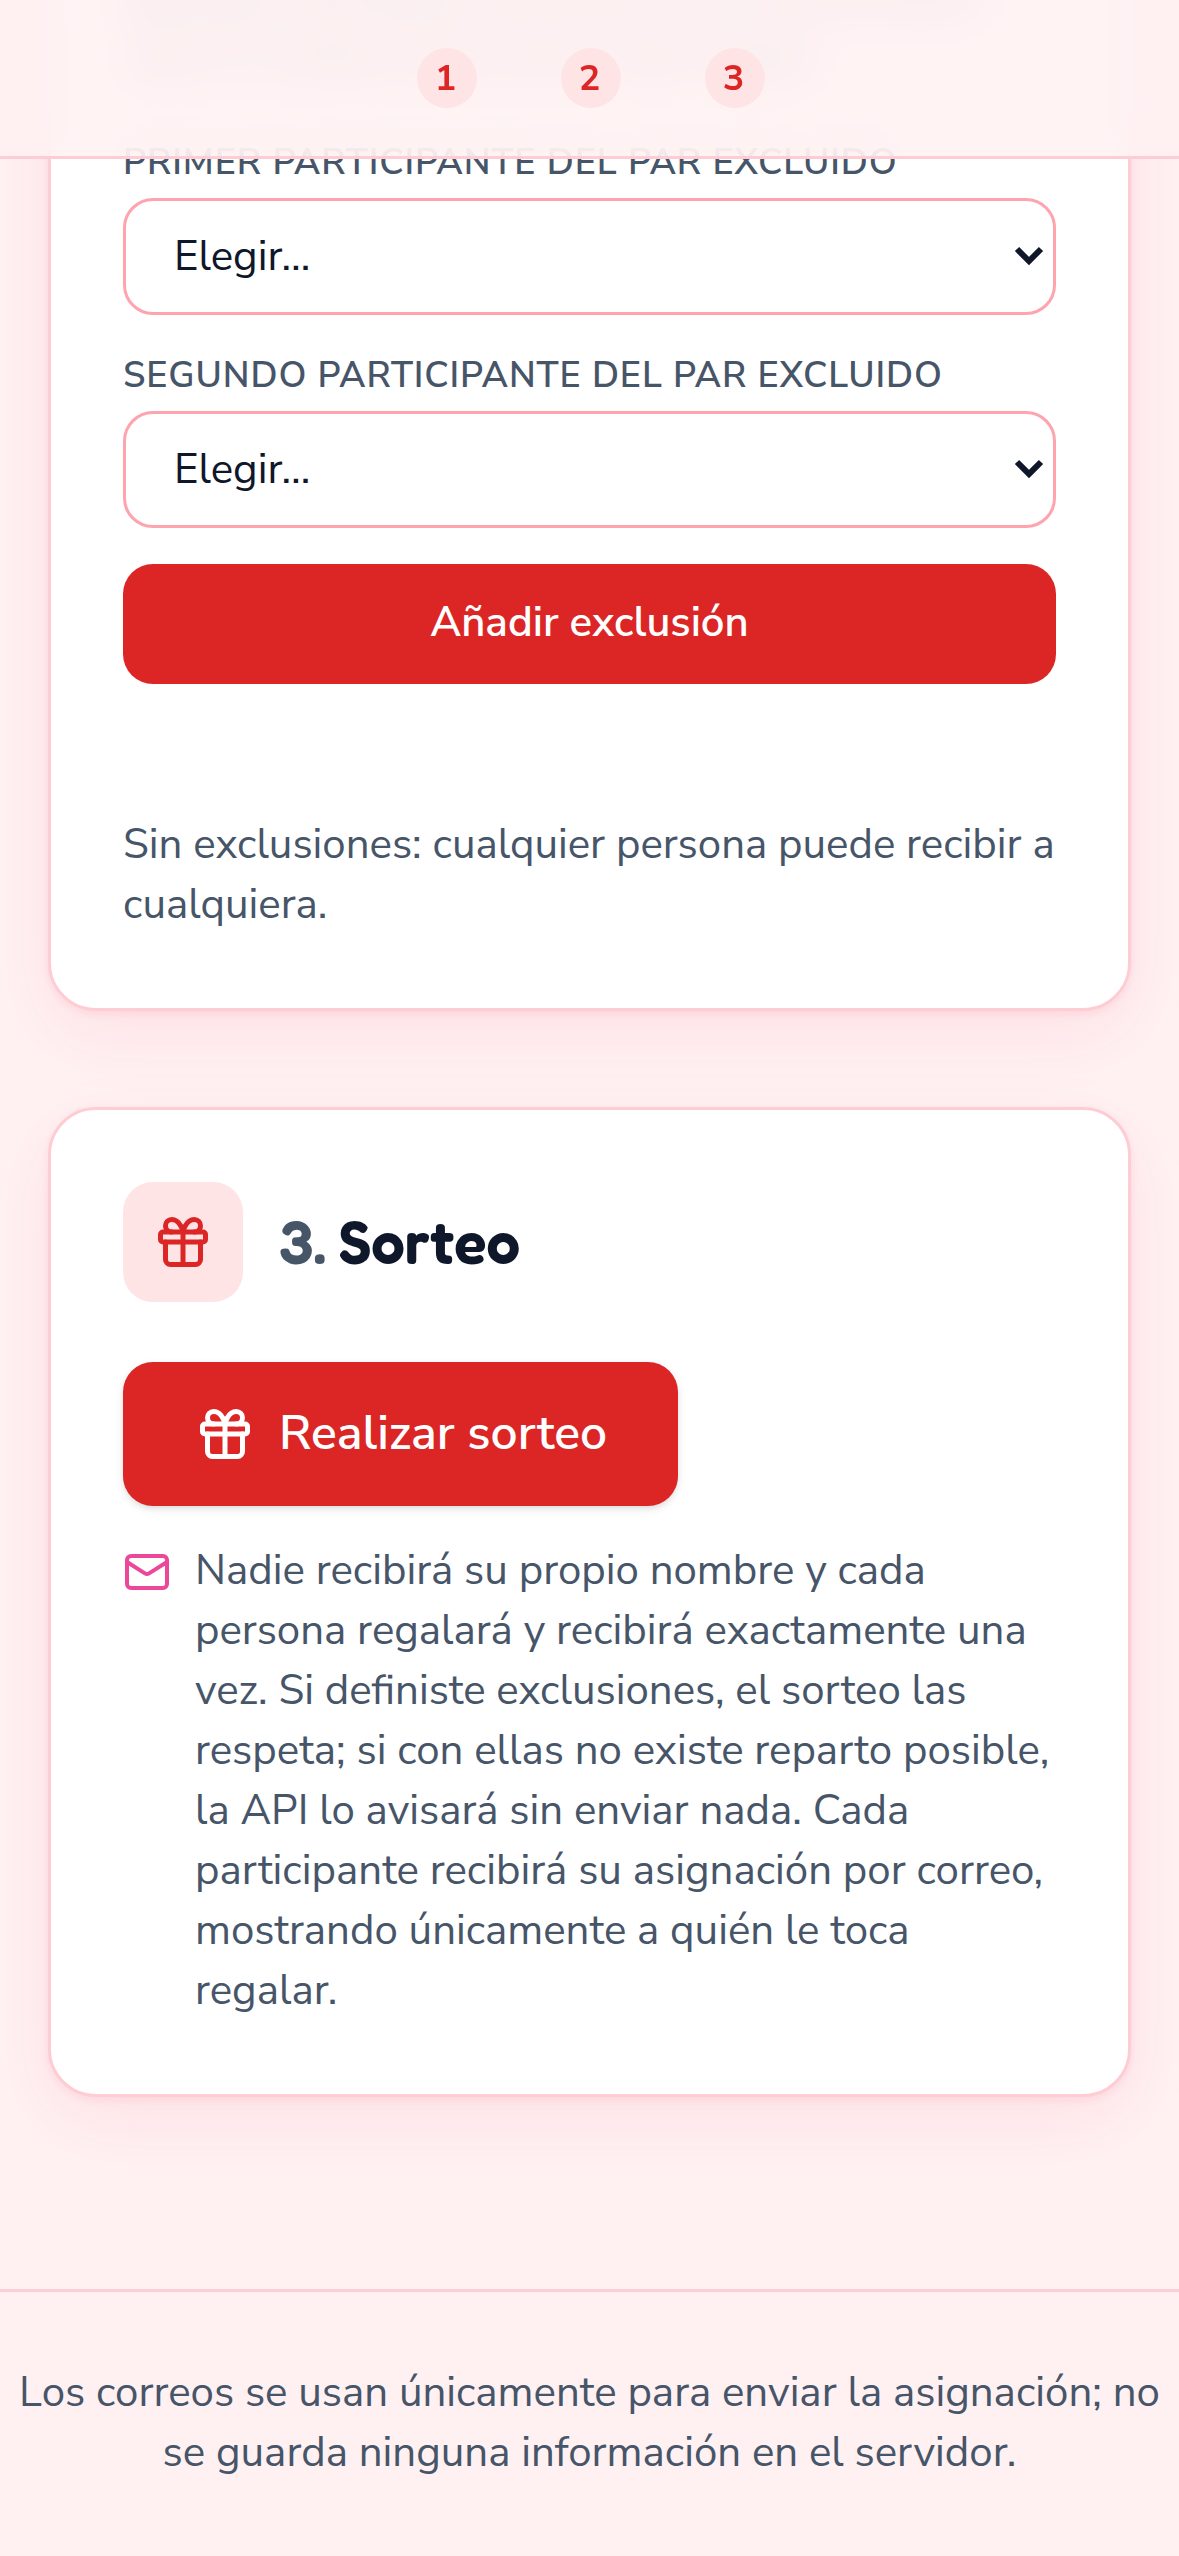 1 2 3
PRIMER PARTICIPANTE DEL PAR EXCLUIDO
Elegir...
SEGUNDO PARTICIPANTE DEL PAR EXCLUIDO
Elegir...
Añadir exclusión
Sin exclusiones: cualquier persona puede recibir a
cualquiera.
3. Sorteo
Realizar sorteo
Nadie recibirá su propio nombre y cada
persona regalará y recibirá exactamente una
vez. Si definiste exclusiones, el sorteo las
respeta; si con ellas no existe reparto posible,
la API lo avisará sin enviar nada. Cada
participante recibirá su asignación por correo,
mostrando únicamente a quién le toca
regalar.
Los correos se usan únicamente para enviar la asignación; no
se guarda ninguna información en el servidor.